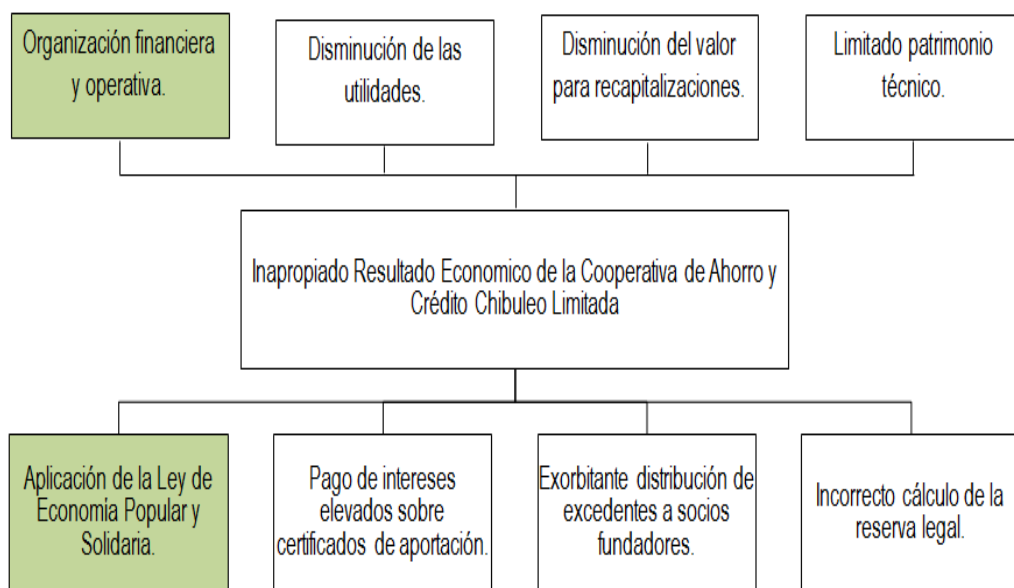 Organización financiera
y operativa.
Disminución de las
utilidades.
Disminución del valor
para recapitalizaciones.
Limitado patrimonio
técnico.
Inapropiado Resultado Economico de la Cooperativa de Ahorro y
Crédito Chibuleo Limitada
Aplicación de la Ley de
Economía Popular y
Solidaria.
Pago de intereses
elevados sobre
certificados de aportación.
Exorbitante distribución de
excedentes a socios
fundadores.
Incorrecto cálculo de la
reserva legal.